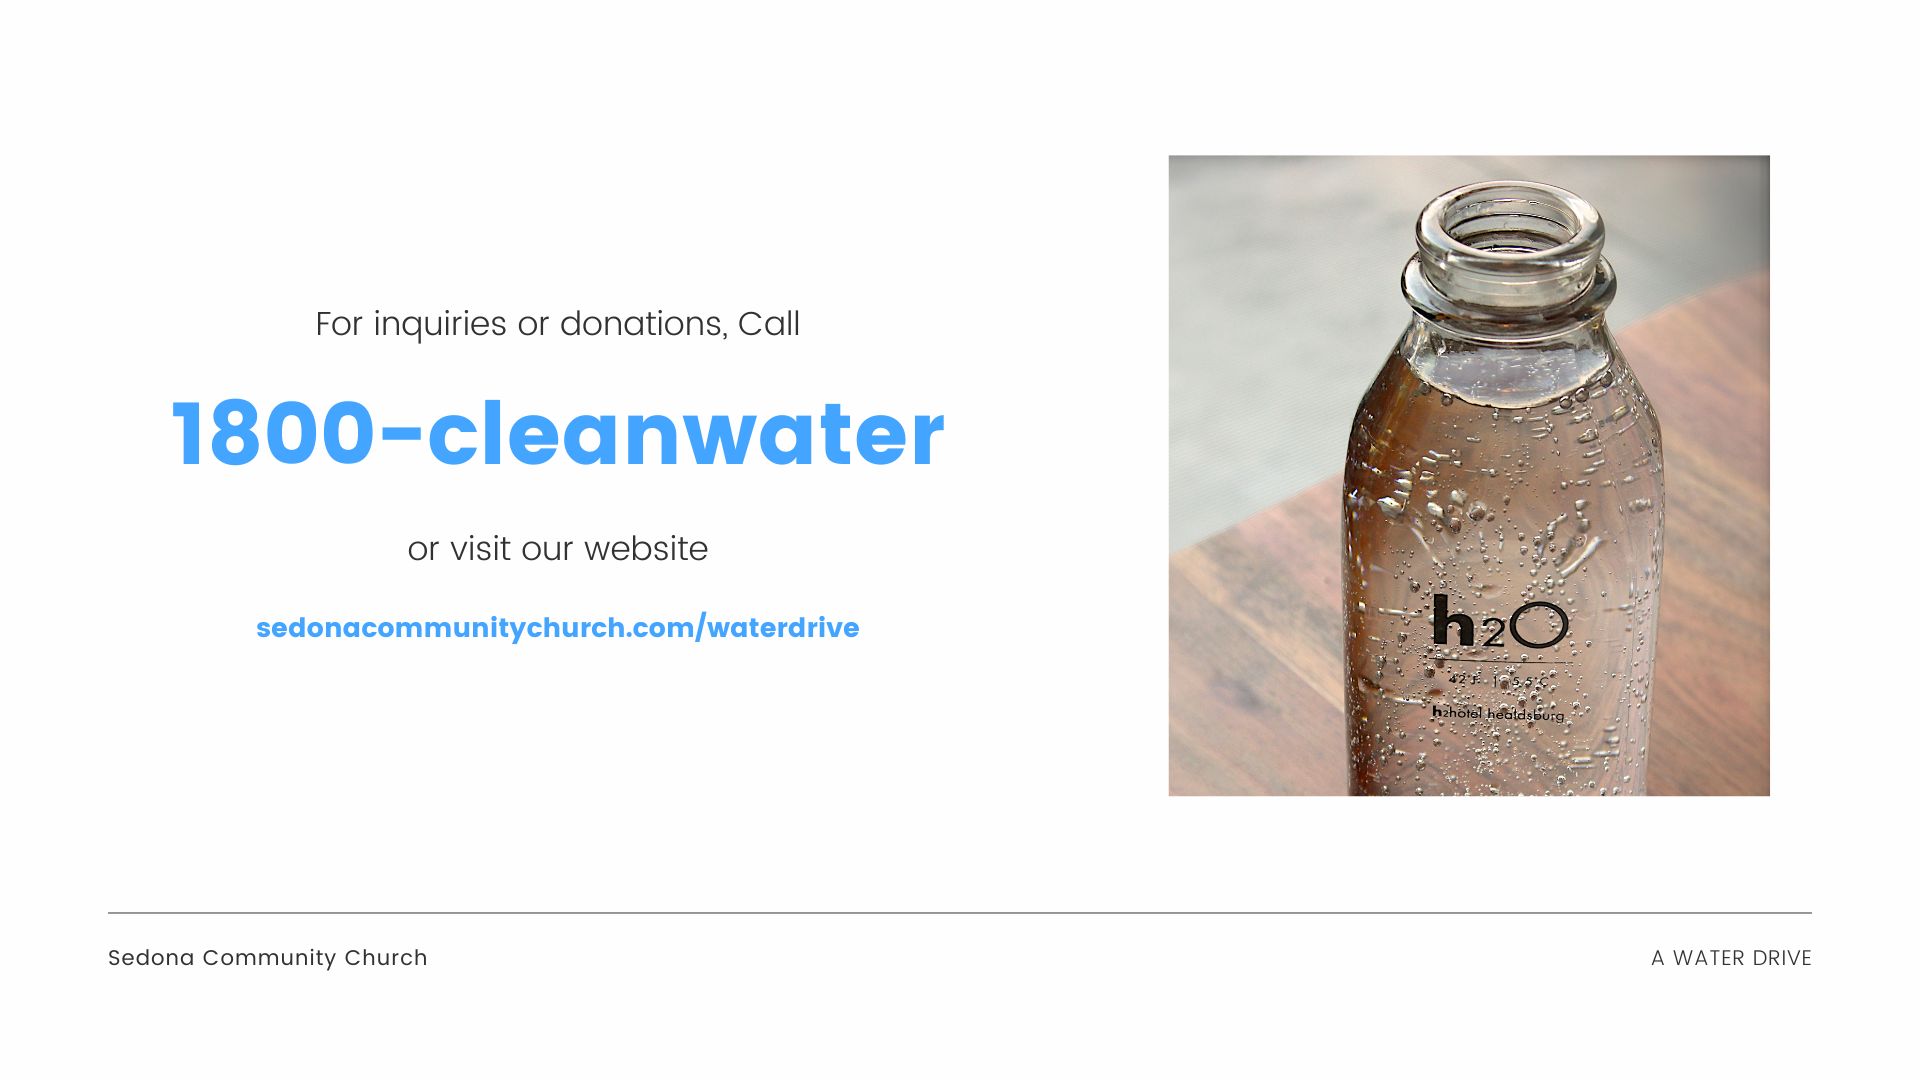 For inquiries or donations, Call
1800-cleanwater
or visit our website
sedonacommunitychurch.com/waterdrive
h2O
42°F | 5.5°C
h2hotel healdsburg
Sedona Community Church
A WATER DRIVE